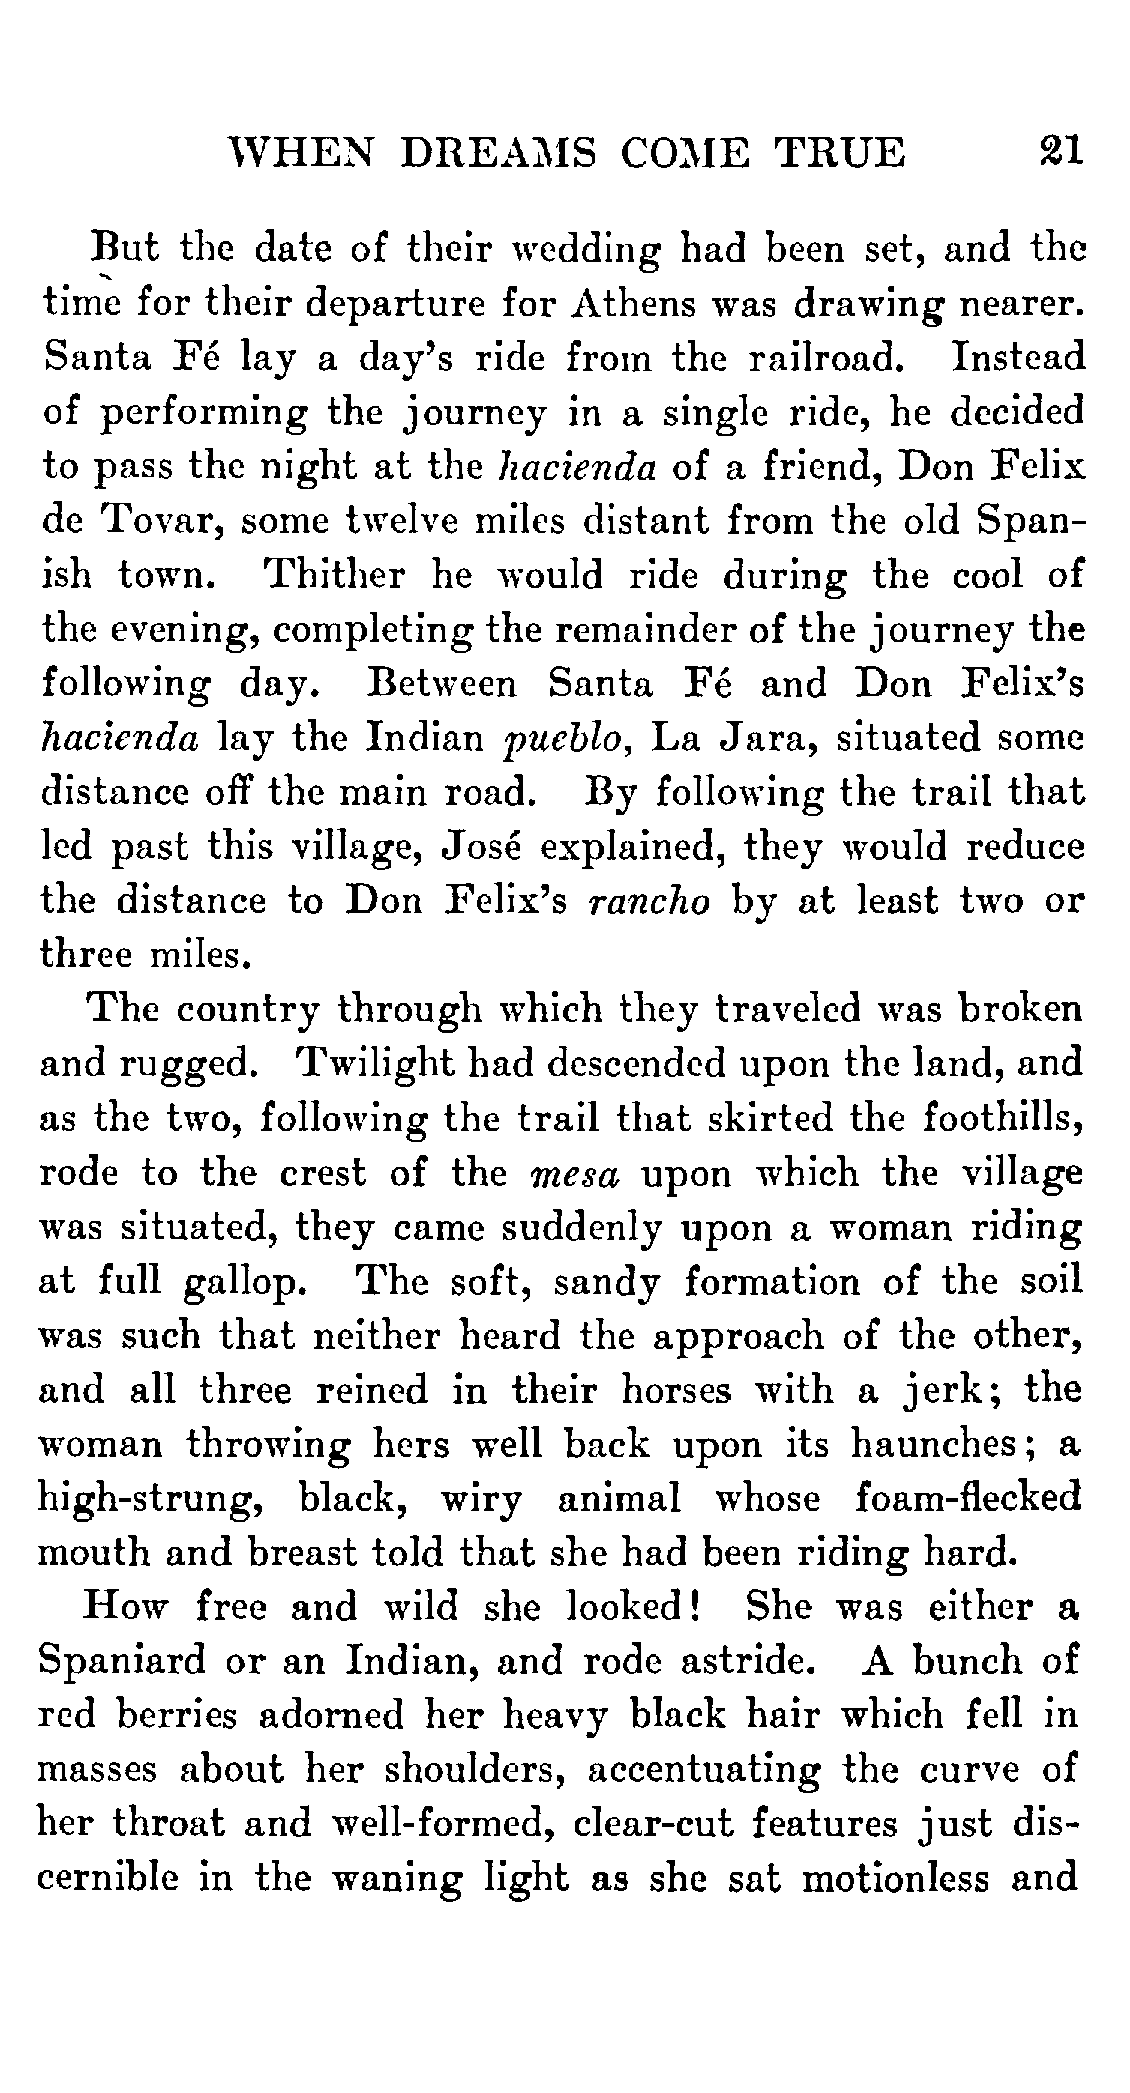 WHEN DREAMS COME TRUE 21
But the date of their wedding had been set, and the
time for their departure for Athens was drawing nearer.
Santa Fé lay a day's ride from the railroad. Instead
of performing the journey in a single ride, he decided
to pass the night at the hacienda of a friend, Don Felix
de Tovar, some twelve miles distant from the old Span-
ish town. Thither he would ride during the cool of
the evening, completing the remainder of the journey the
following day. Between Santa Fé and Don Felix's
hacienda lay the Indian pueblo, La Jara, situated some
distance off the main road. By following the trail that
led past this village, José explained, they would reduce
the distance to Don Felix's rancho by at least two or
three miles.
The country through which they traveled was broken
and rugged. Twilight had descended upon the land, and
as the two, following the trail that skirted the foothills,
rode to the crest of the mesa upon which the village
was situated, they came suddenly upon a woman riding
at full gallop. The soft, sandy formation of the soil
was such that neither heard the approach of the other,
and all three reined in their horses with a jerk; the
woman throwing hers well back upon its haunches; a
high-strung, black, wiry animal whose foam-flecked
mouth and breast told that she had been riding hard.
How free and wild she looked! She was either a
Spaniard or an Indian, and rode astride. A bunch of
red berries adorned her heavy black hair which fell in
masses about her shoulders, accentuating the curve of
her throat and well-formed, clear-cut features just dis-
cernible in the waning light as she sat motionless and